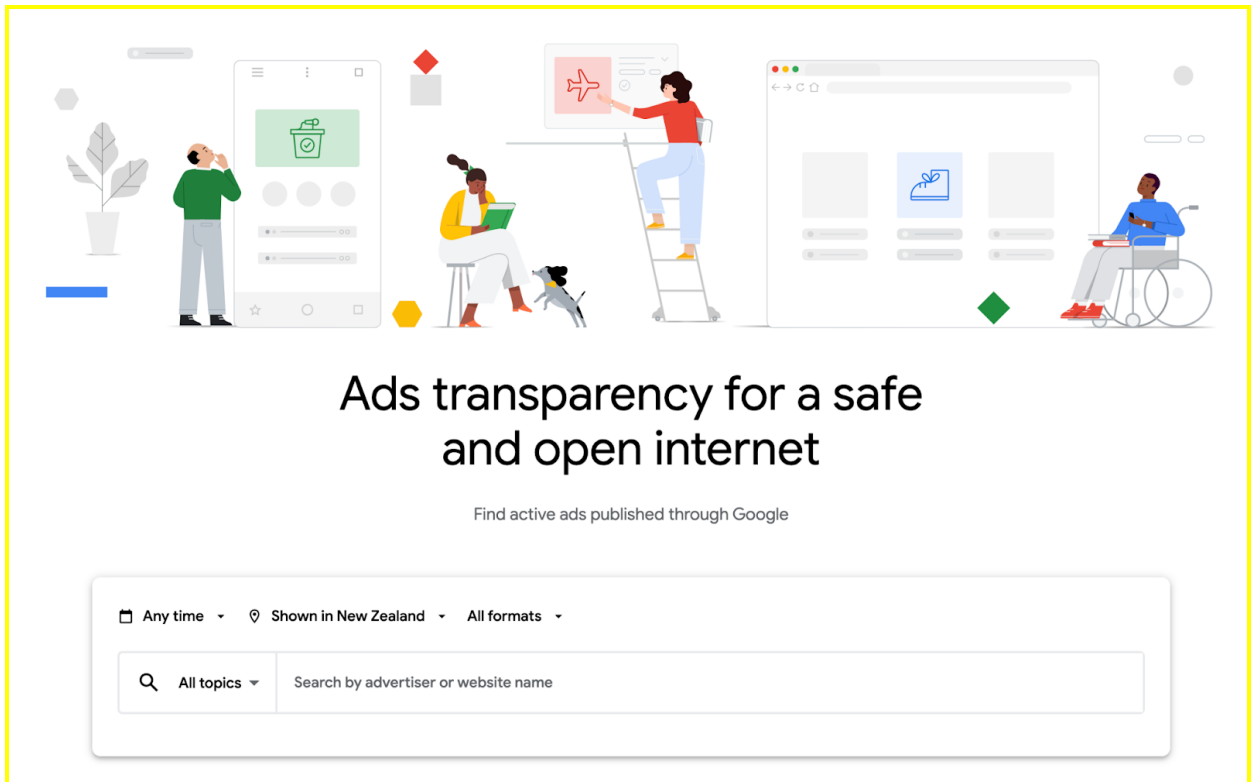 Ads transparency for a safe
and open internet
Find active ads published through Google
Any time Shown in New Zealand All formats
All topics Search by advertiser or website name